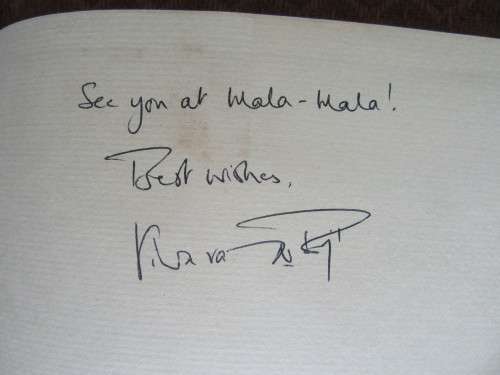 See you at Mala-Mala!
Best wishes,